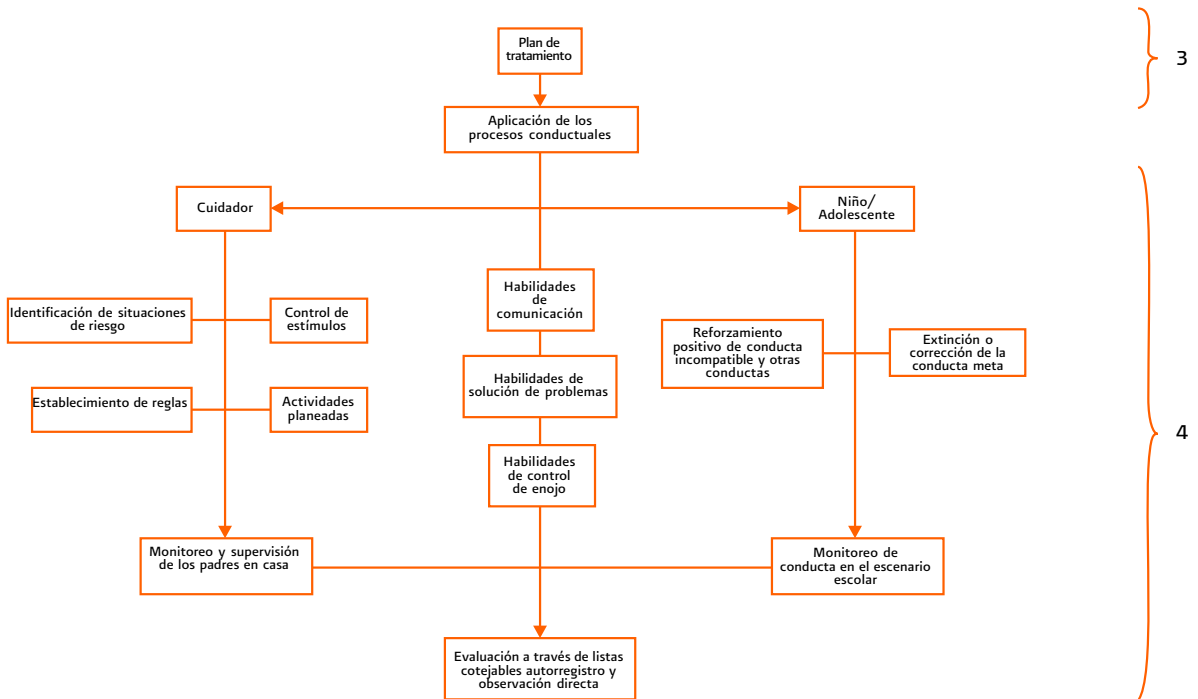 Plan de
tratamiento
3
Aplicación de los
procesos conductuales
Cuidador
Niño/
Adolescente
Habilidades
de
comunicación
Identificación de situaciones
de riesgo
Control de
estímulos
Reforzamiento
positivo de conducta
incompatible y otras
conductas
Extinción o
corrección de la
conducta meta
Habilidades de
solución de problemas
Establecimiento de reglas
Actividades
planeadas
4
Habilidades
de control
de enojo
Monitoreo y supervisión
de los padres en casa
Monitoreo de
conducta en el escenario
escolar
Evaluación a través de listas
cotejables autorregistro y
observación directa